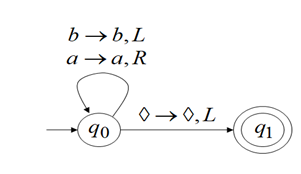 b → b, L
a → a, R
◊ → ◊, L
q₀
q₁